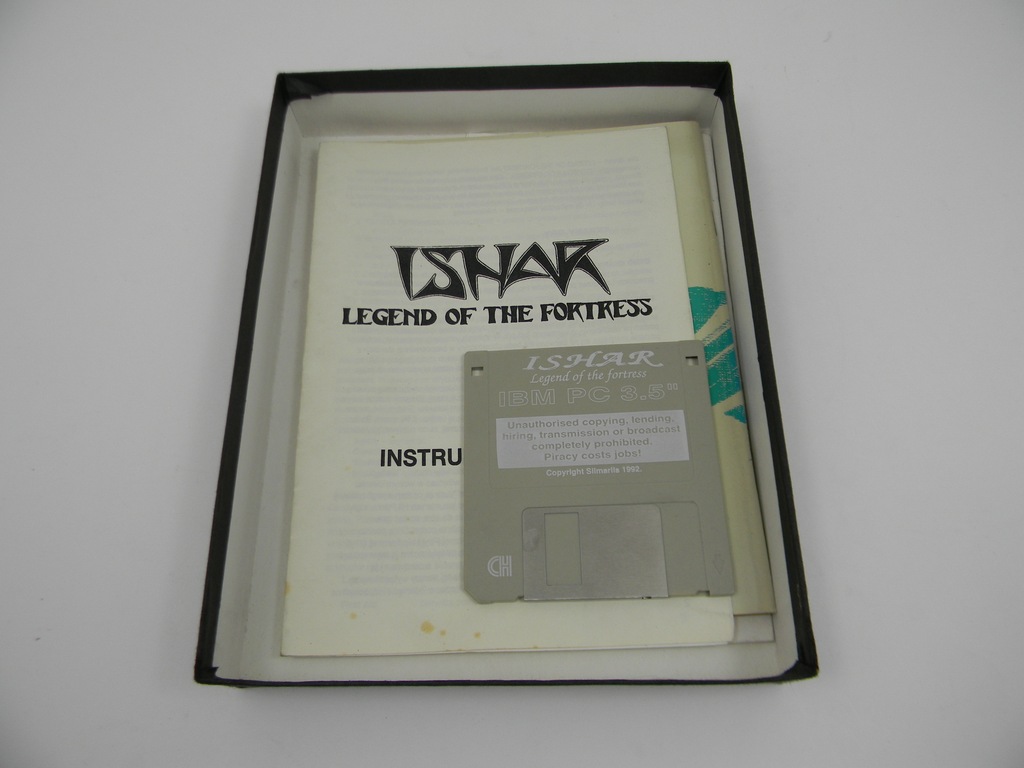 ISHAR
LEGEND OF THE FORTRESS
INSTRU
ISHAR
Legend of the fortress
IBM PC 3.5"
Unauthorised copying, lending,
hiring, transmission or broadcast
completely prohibited.
Piracy costs jobs!
Copyright Silmarils 1992.
CH